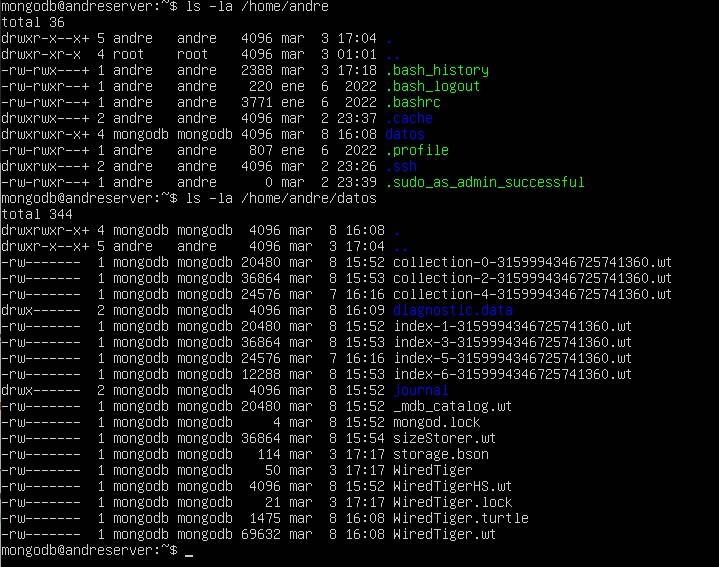 mongodb@andreserver:~$ ls -la /home/andre
total 36
drwxr-x--x+ 5 andre   andre   4096 mar  3 17:04 .
drwxr-xr-x  4 root    root    4096 mar  3 01:01 ..
-rw-rwx---+ 1 andre   andre   2388 mar  3 17:18 .bash_history
-rw-rwxr--+ 1 andre   andre    220 ene  6  2022 .bash_logout
-rw-rwxr--+ 1 andre   andre   3771 ene  6  2022 .bashrc
drwxrwx---+ 2 andre   andre   4096 mar  2 23:37 .cache
drwxrwxr-x+ 4 mongodb mongodb 4096 mar  8 16:08 datos
-rw-rwxr--+ 1 andre   andre    807 ene  6  2022 .profile
drwxrwx---+ 2 andre   andre   4096 mar  2 23:26 .ssh
-rw-rwxr--+ 1 andre   andre      0 mar  2 23:39 .sudo_as_admin_successful
mongodb@andreserver:~$ ls -la /home/andre/datos
total 344
drwxrwxr-x+ 4 mongodb mongodb  4096 mar  8 16:08 .
drwxr-x--x+ 5 andre   andre    4096 mar  3 17:04 ..
-rw-------  1 mongodb mongodb 20480 mar  8 15:52 collection-0-3159994346725741360.wt
-rw-------  1 mongodb mongodb 36864 mar  8 15:53 collection-2-3159994346725741360.wt
-rw-------  1 mongodb mongodb 24576 mar  7 16:16 collection-4-3159994346725741360.wt
drwx------  2 mongodb mongodb  4096 mar  8 16:09 diagnostic.data
-rw-------  1 mongodb mongodb 20480 mar  8 15:52 index-1-3159994346725741360.wt
-rw-------  1 mongodb mongodb 36864 mar  8 15:53 index-3-3159994346725741360.wt
-rw-------  1 mongodb mongodb 24576 mar  7 16:16 index-5-3159994346725741360.wt
-rw-------  1 mongodb mongodb 12288 mar  8 15:53 index-6-3159994346725741360.wt
drwx------  2 mongodb mongodb  4096 mar  8 15:52 journal
-rw-------  1 mongodb mongodb 20480 mar  8 15:52 _mdb_catalog.wt
-rw-------  1 mongodb mongodb     4 mar  8 15:52 mongod.lock
-rw-------  1 mongodb mongodb 36864 mar  8 15:54 sizeStorer.wt
-rw-------  1 mongodb mongodb   114 mar  3 17:17 storage.bson
-rw-------  1 mongodb mongodb    50 mar  3 17:17 WiredTiger
-rw-------  1 mongodb mongodb  4096 mar  8 15:52 WiredTigerHS.wt
-rw-------  1 mongodb mongodb    21 mar  3 17:17 WiredTiger.lock
-rw-------  1 mongodb mongodb  1475 mar  8 16:08 WiredTiger.turtle
-rw-------  1 mongodb mongodb 69632 mar  8 16:08 WiredTiger.wt
mongodb@andreserver:~$ _